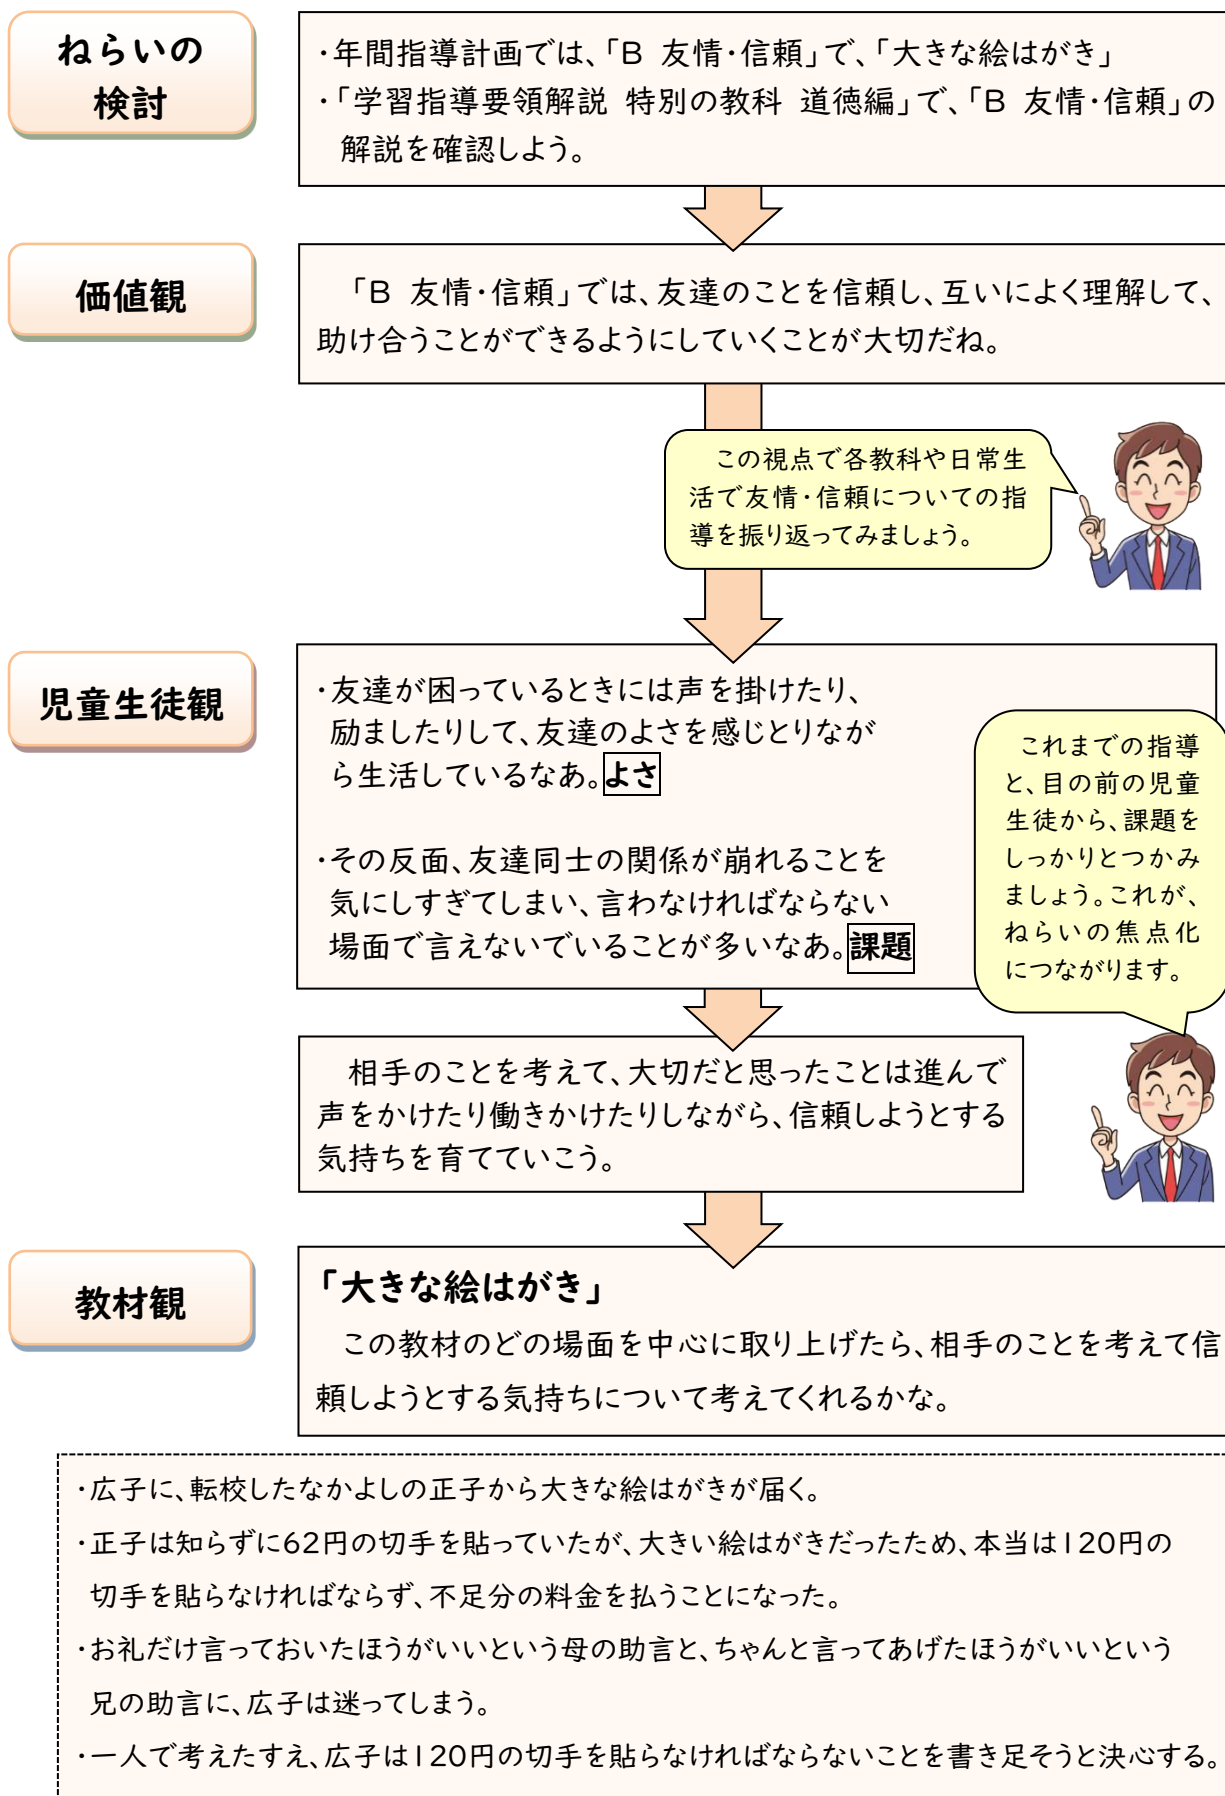 ねらいの
検討
・年間指導計画では、「B 友情・信頼」で、「大きな絵はがき」
・「学習指導要領解説 特別の教科 道徳編」で、「B 友情・信頼」の
解説を確認しよう。
価値観
「B 友情・信頼」では、友達のことを信頼し、互いによく理解して、
助け合うことができるようにしていくことが大切だね。
この視点で各教科や日常生
活で友情・信頼についての指
導を振り返ってみましょう。
児童生徒観
・友達が困っているときには声を掛けたり、
励ましたりして、友達のよさを感じとりなが
ら生活しているなあ。よさ
・その反面、友達同士の関係が崩れることを
気にしすぎてしまい、言わなければならない
場面で言えないでいることが多いなあ。課題
これまでの指導
と、目の前の児童
生徒から、課題を
しっかりとつかみ
ましょう。これが、
ねらいの焦点化
につながります。
相手のことを考えて、大切だと思ったことは進んで
声をかけたり働きかけたりしながら、信頼しようとする
気持ちを育てていこう。
教材観
「大きな絵はがき」
この教材のどの場面を中心に取り上げたら、相手のことを考えて信
頼しようとする気持ちについて考えてくれるかな。
・広子に、転校したなかよしの正子から大きな絵はがきが届く。
・正子は知らずに62円の切手を貼っていたが、大きい絵はがきだったため、本当は120円の
切手を貼らなければならず、不足分の料金を払うことになった。
・お礼だけ言っておいたほうがいいという母の助言と、ちゃんと言ってあげたほうがいいという
兄の助言に、広子は迷ってしまう。
・一人で考えたすえ、広子は120円の切手を貼らなければならないことを書き足そうと決心する。